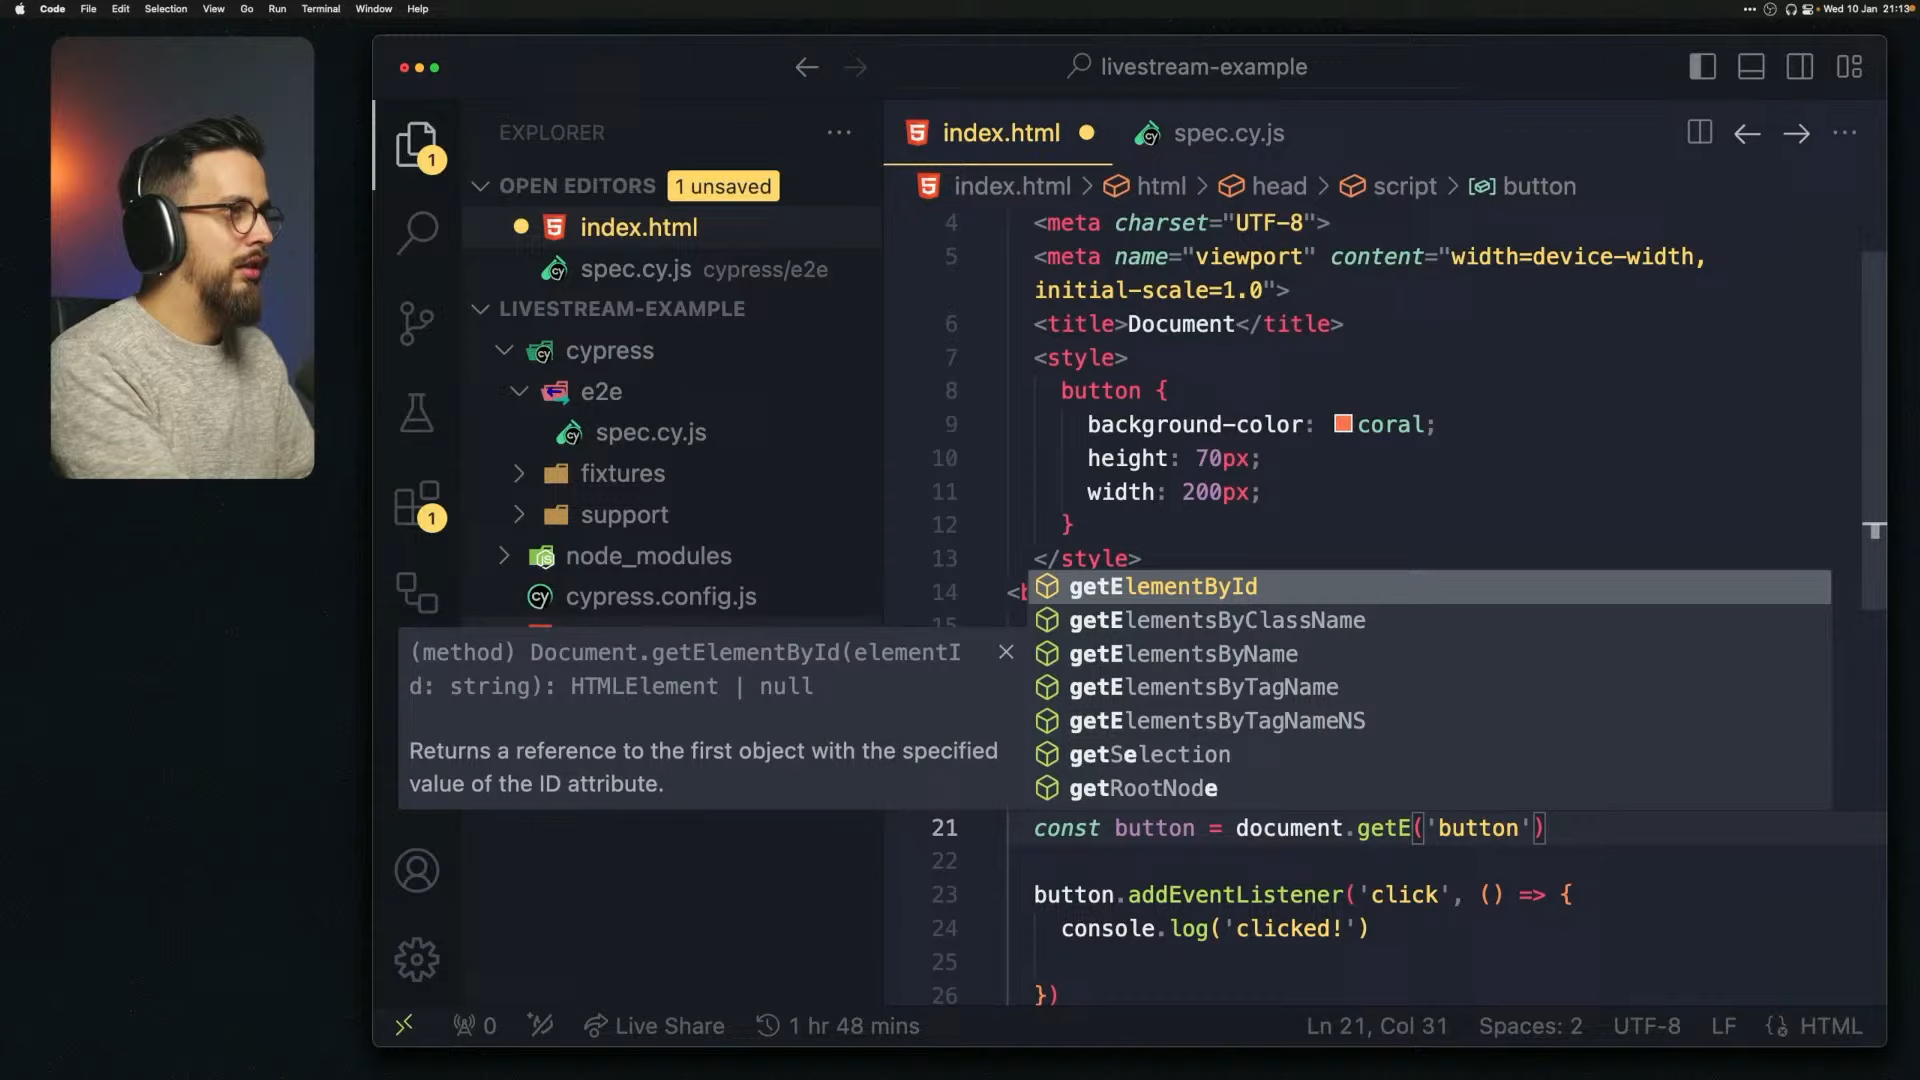 Code File Edit Selection View Go Run Terminal Window Help
Wed 10 Jan 21:13
livestream-example
1
EXPLORER
OPEN EDITORS 1 unsaved
index.html
spec.cy.js cypress/e2e
LIVESTREAM-EXAMPLE
cypress
e2e
spec.cy.js
fixtures
support
1
node_modules
cypress.config.js
index.html
spec.cy.js
index.html > html > head > script > button
4 <meta charset="UTF-8">
5 <meta name="viewport" content="width=device-width,
initial-scale=1.0">
6 <title>Document</title>
7 <style>
8 button {
9 background-color: coral;
10 height: 70px;
11 width: 200px;
12 }
13 </style>
14 <b
15
getElementById
getElementsByClassName
getElementsByName
getElementsByTagName
getElementsByTagNameNS
getSelection
getRootNode
(method) Document.getElementById(elementI
d: string): HTMLElement | null
Returns a reference to the first object with the specified
value of the ID attribute.
21 const button = document.getE('button')
22
23 button.addEventListener('click', () => {
24 console.log('clicked!')
25
26 })
0 Live Share 1 hr 48 mins Ln 21, Col 31 Spaces: 2 UTF-8 LF HTML